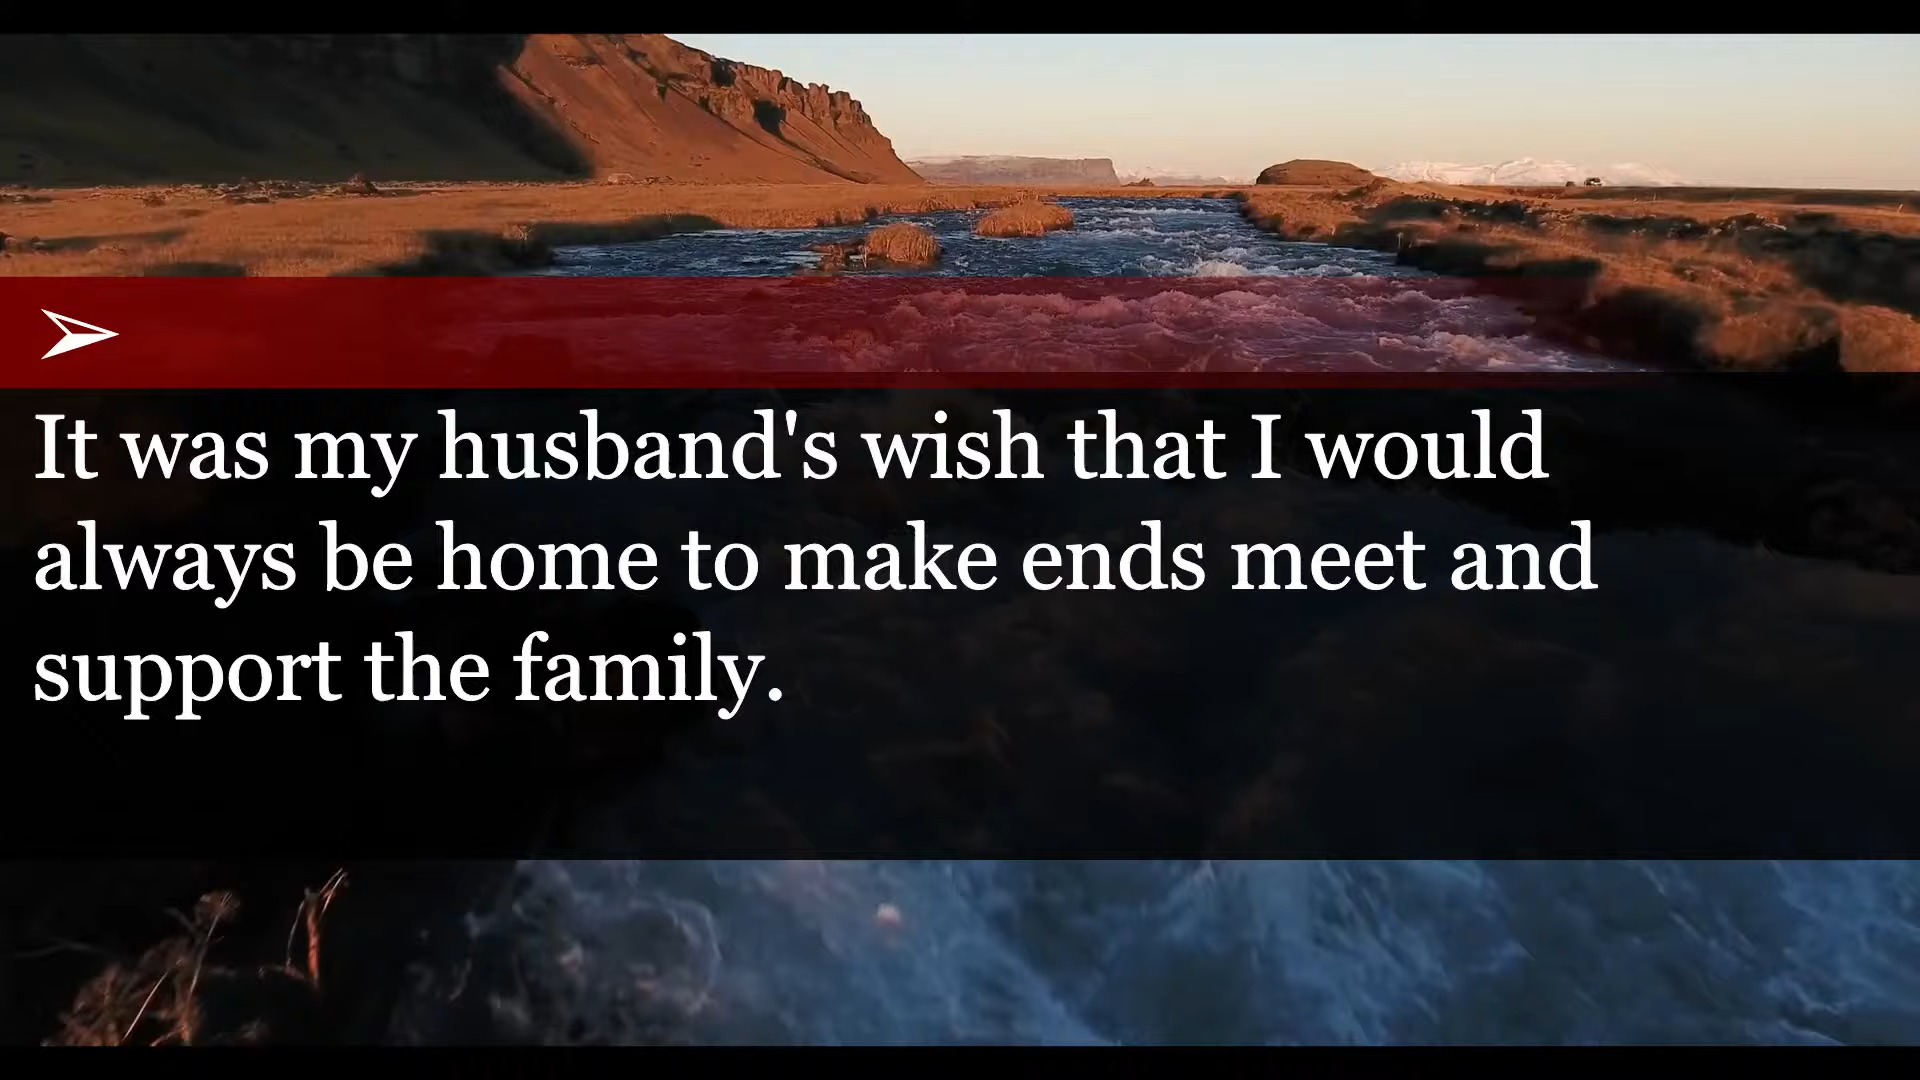 It was my husband's wish that I would
always be home to make ends meet and
support the family.